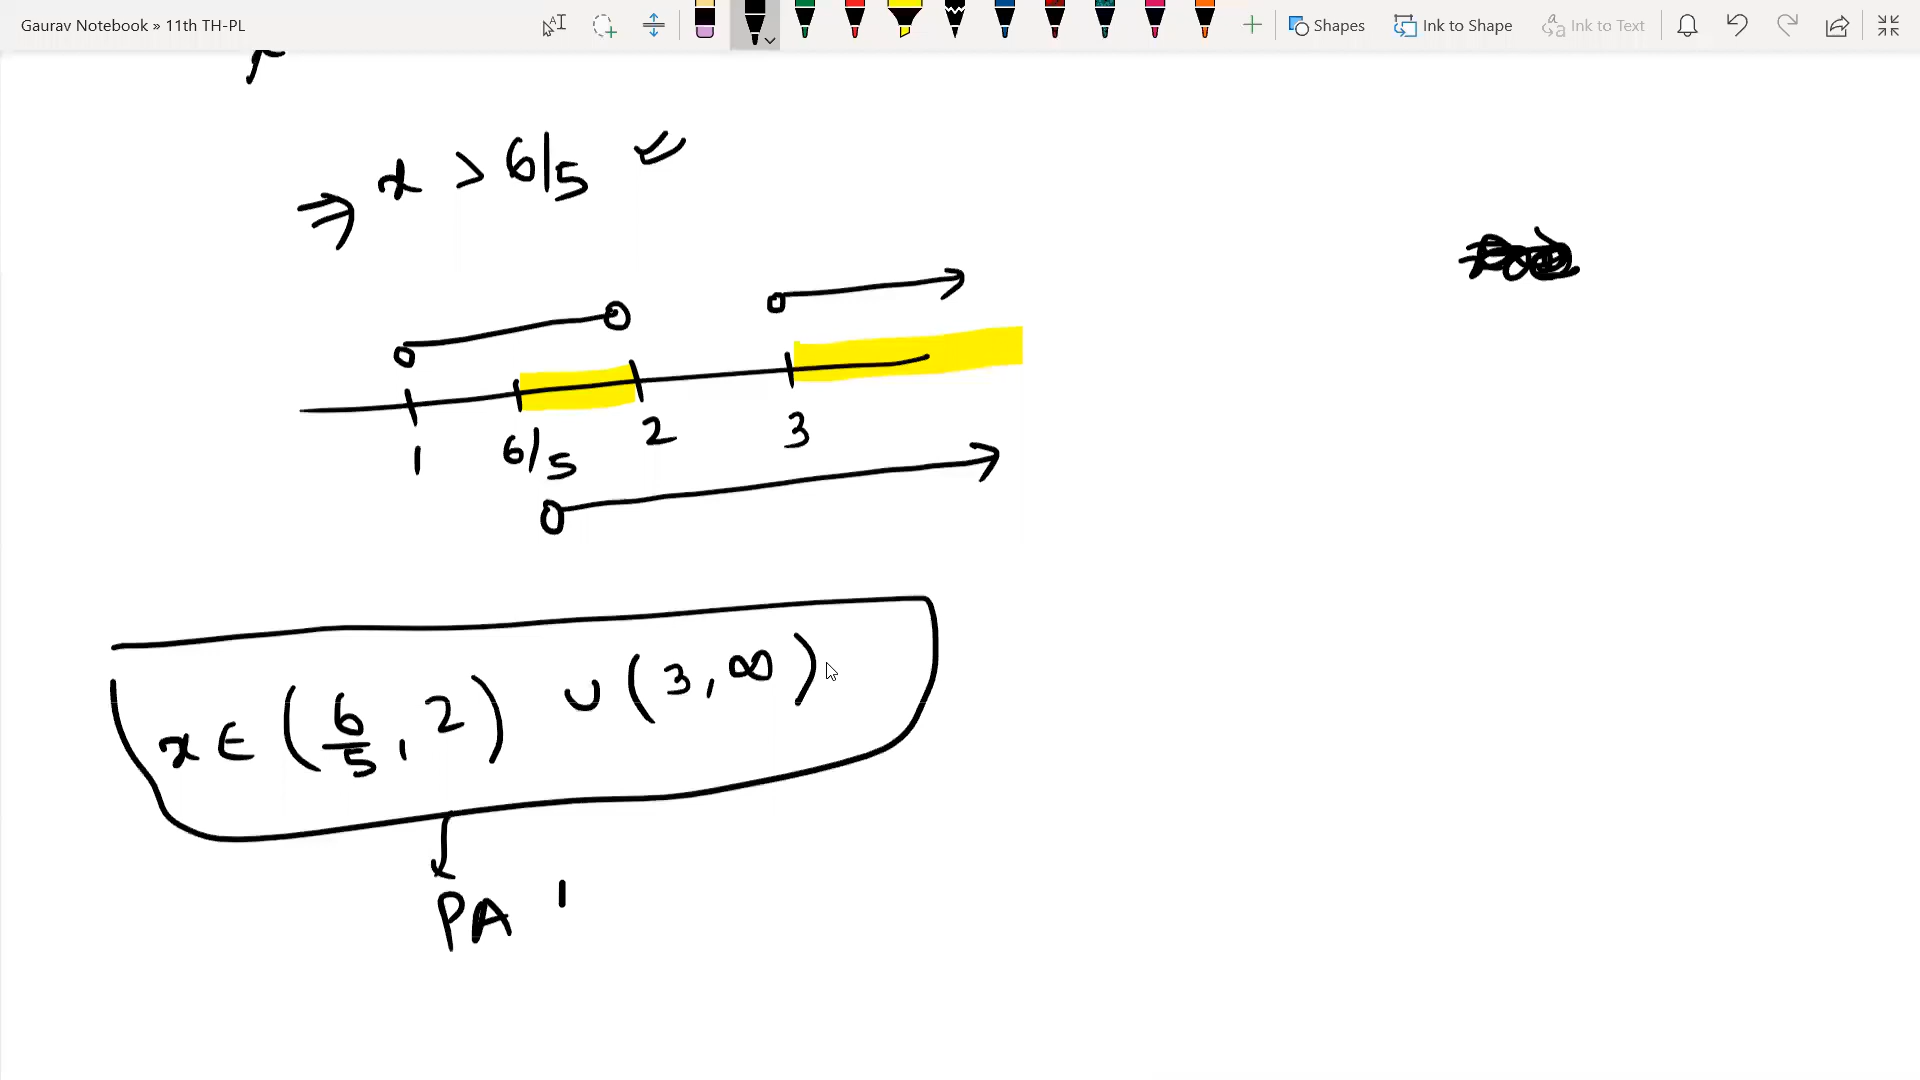 Gaurav Notebook » 11th TH-PL
Shapes
Ink to Shape
Ink to Text
⇒ x > 6/5
1 6/5 2 3
x ∈ (6/5, 2) ∪ (3, ∞)
PA 1